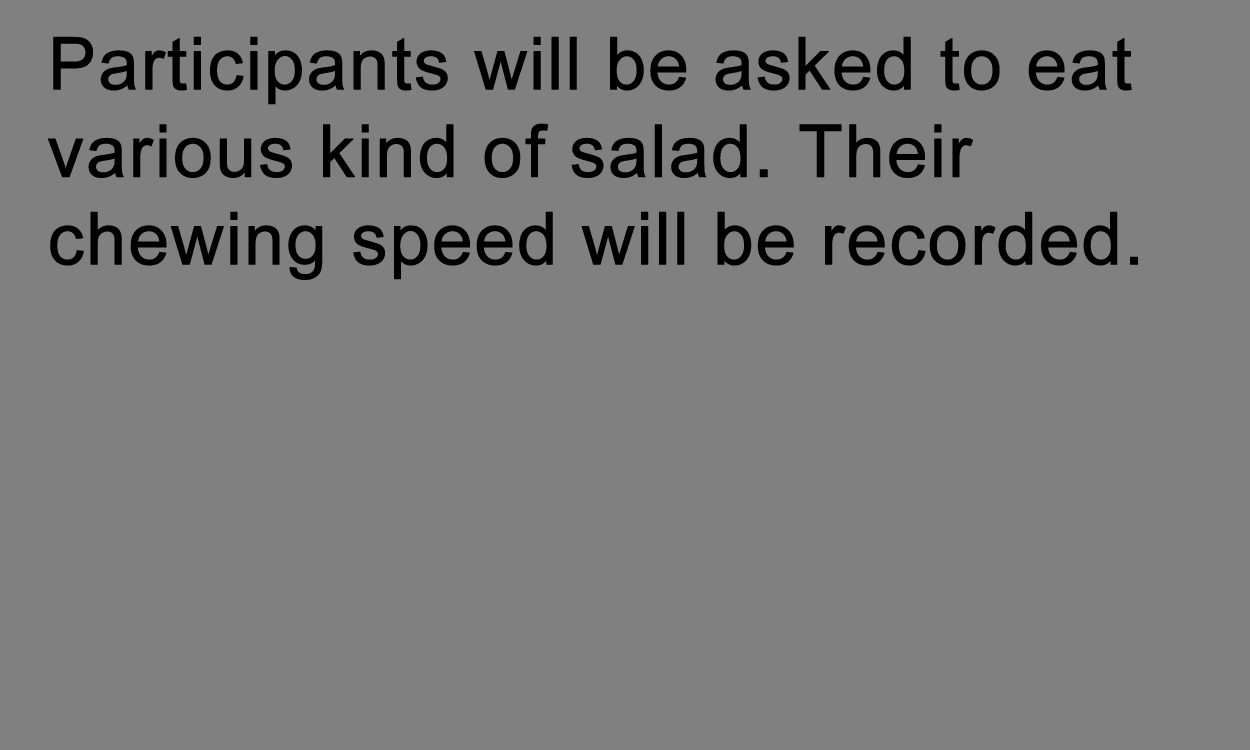 Participants will be asked to eat
various kind of salad. Their
chewing speed will be recorded.